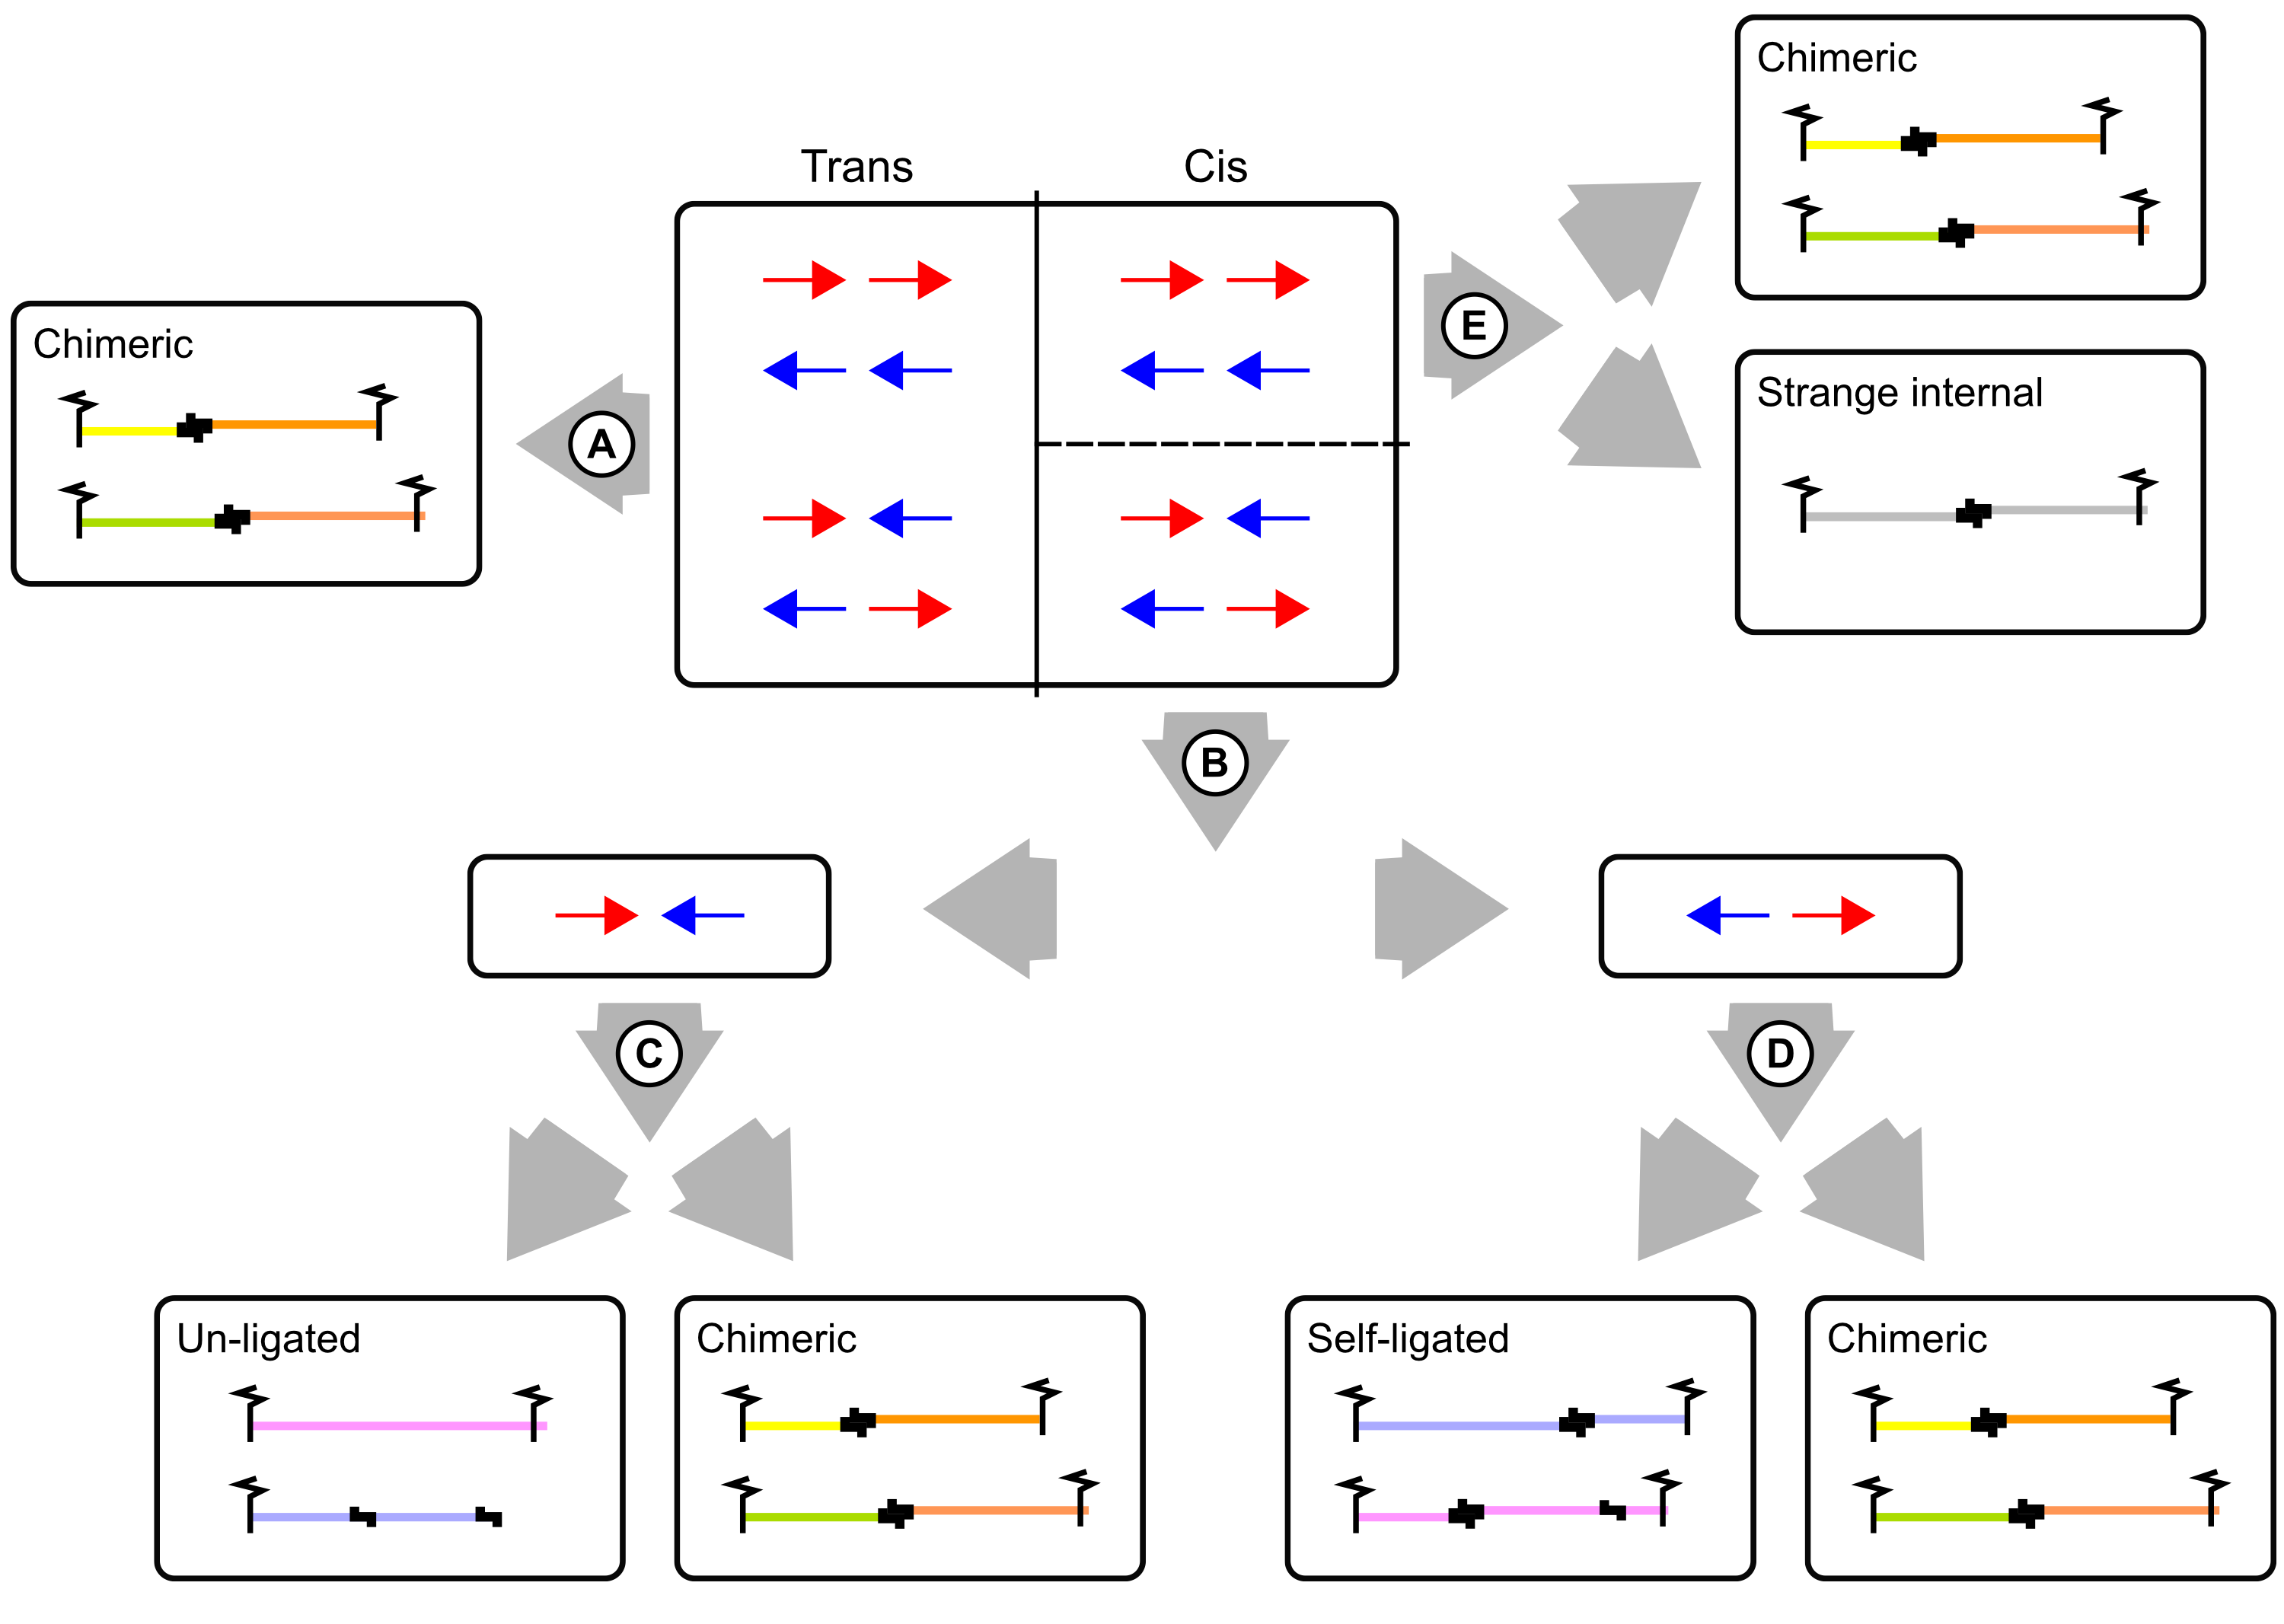 Chimeric
Trans
Cis
Chimeric
E
Strange internal
A
B
C
D
Un-ligated
Chimeric
Self-ligated
Chimeric